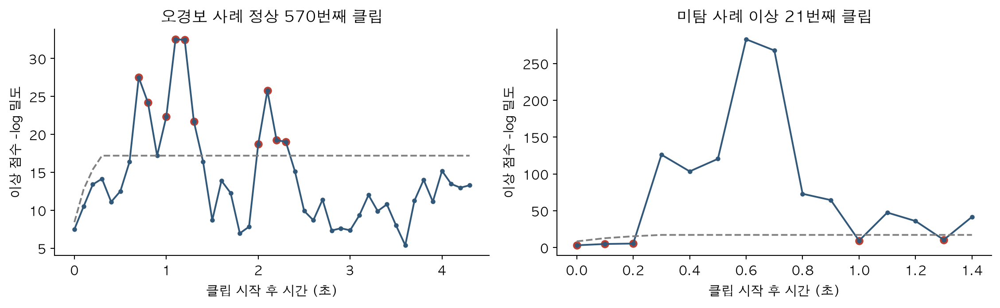 오경보 사례 정상 570번째 클립
이상 점수 -log 밀도
30
25
20
15
10
5
0 1 2 3 4
클립 시작 후 시간 (초)
미탐 사례 이상 21번째 클립
이상 점수 -log 밀도
250
200
150
100
50
0
0.0 0.2 0.4 0.6 0.8 1.0 1.2 1.4
클립 시작 후 시간 (초)